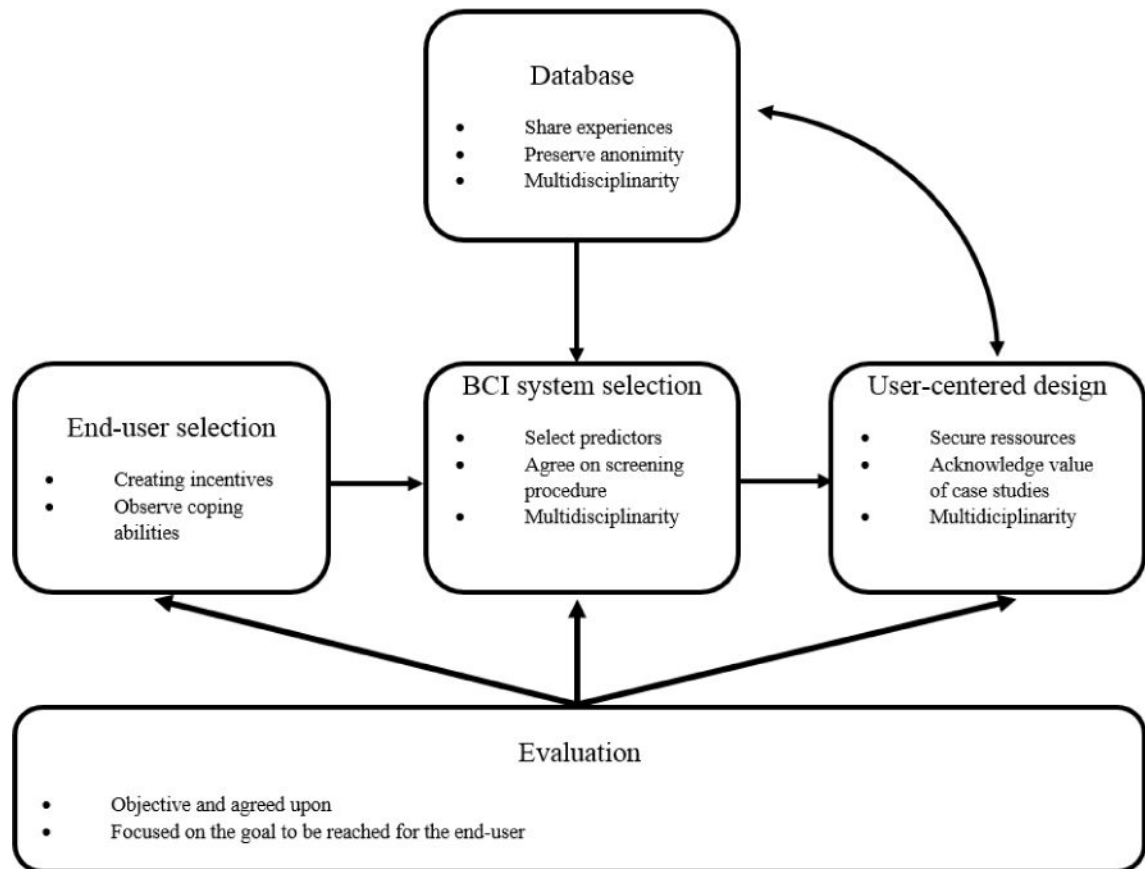 Database
• Share experiences
• Preserve anonimity
• Multidisciplinarity
End-user selection
• Creating incentives
• Observe coping
abilities
BCI system selection
• Select predictors
• Agree on screening
procedure
• Multidisciplinarity
User-centered design
• Secure ressources
• Acknowledge value
of case studies
• Multidiciplinarity
Evaluation
• Objective and agreed upon
• Focused on the goal to be reached for the end-user